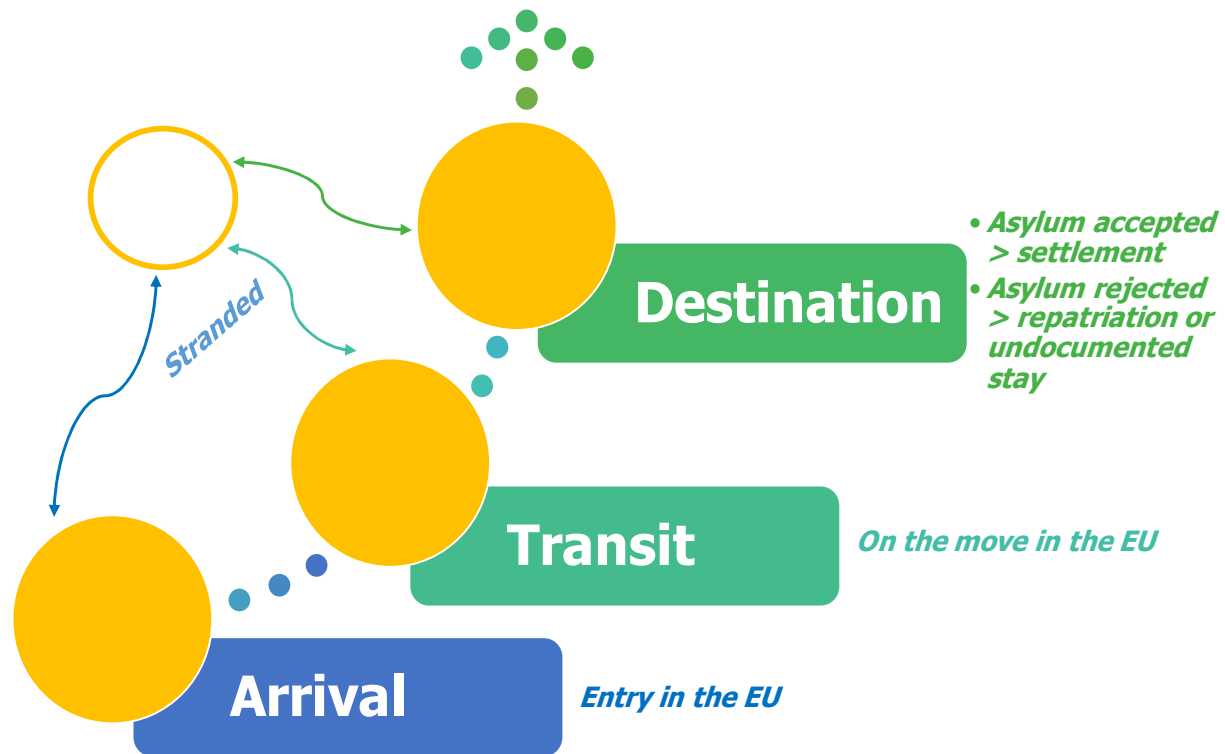 • Asylum accepted
> settlement
• Asylum rejected
> repatriation or
undocumented
stay
Destination
Stranded
Transit
On the move in the EU
Arrival
Entry in the EU